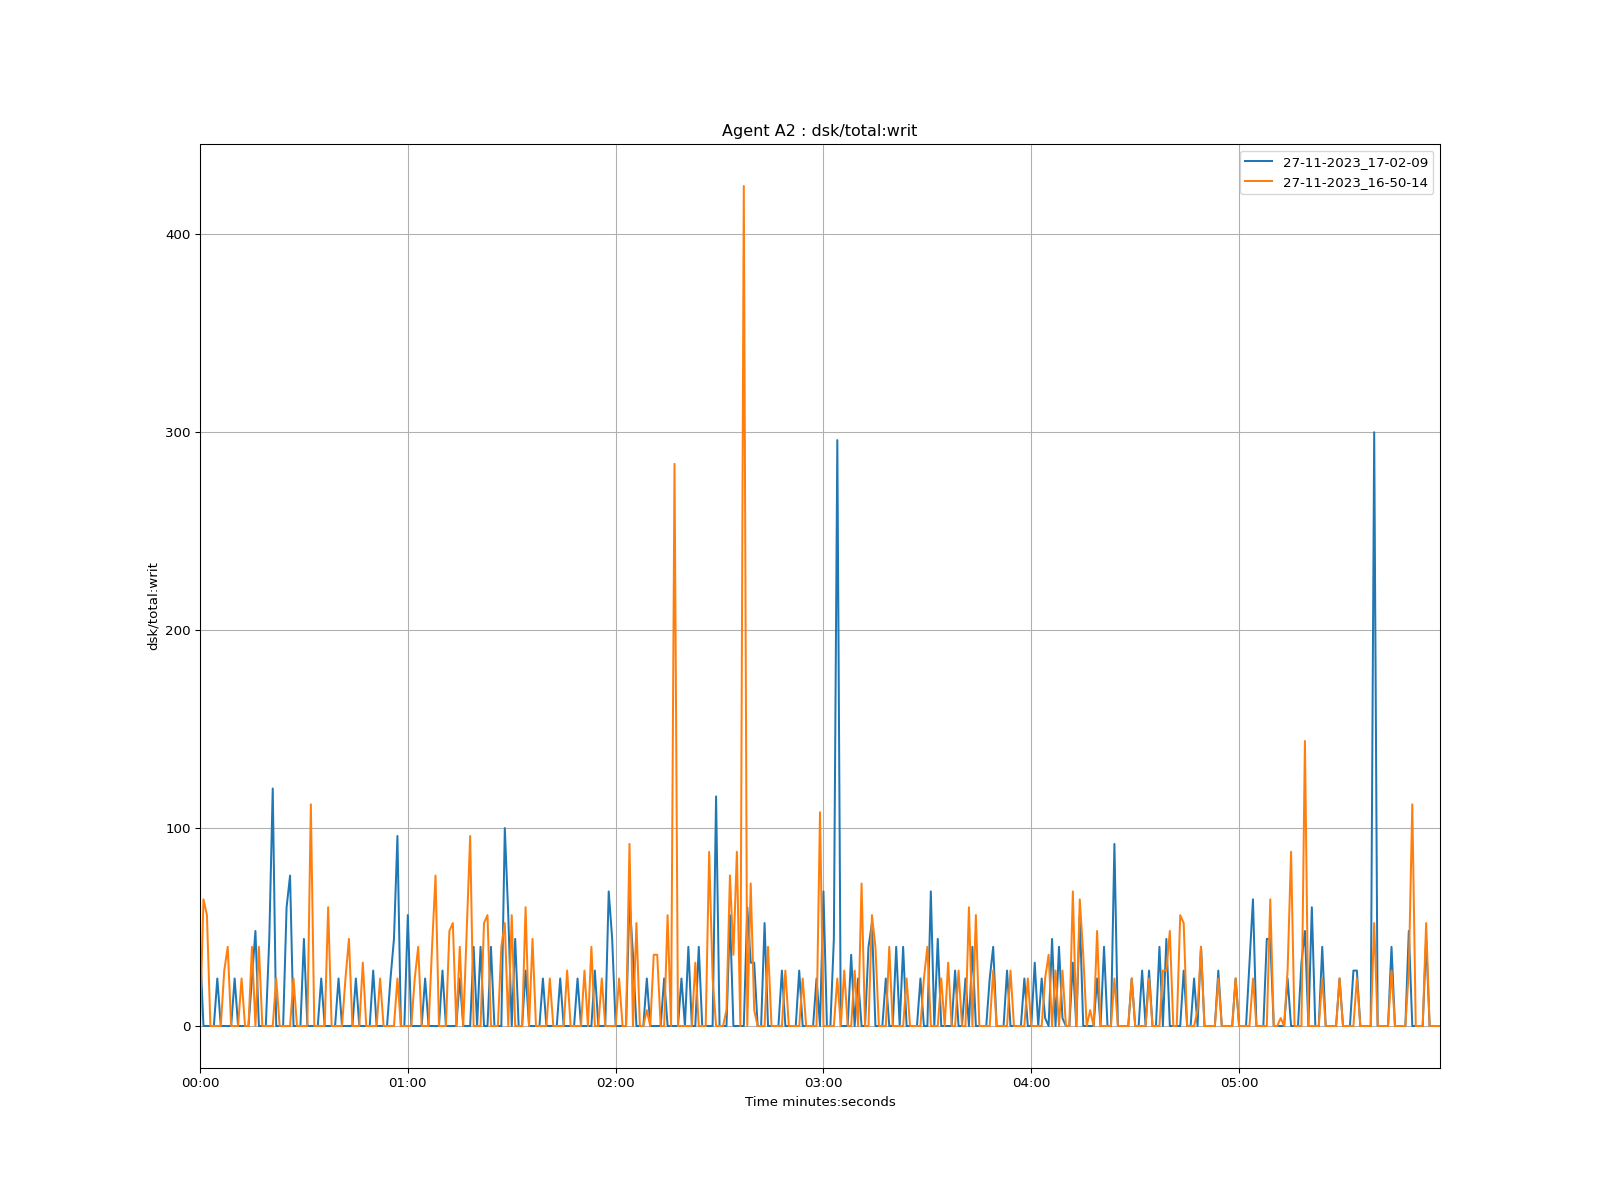 Agent A2 : dsk/total:writ
27-11-2023_17-02-09
27-11-2023_16-50-14
400
300
200
100
0
dsk/total:writ
00:00 01:00 02:00 03:00 04:00 05:00
Time minutes:seconds